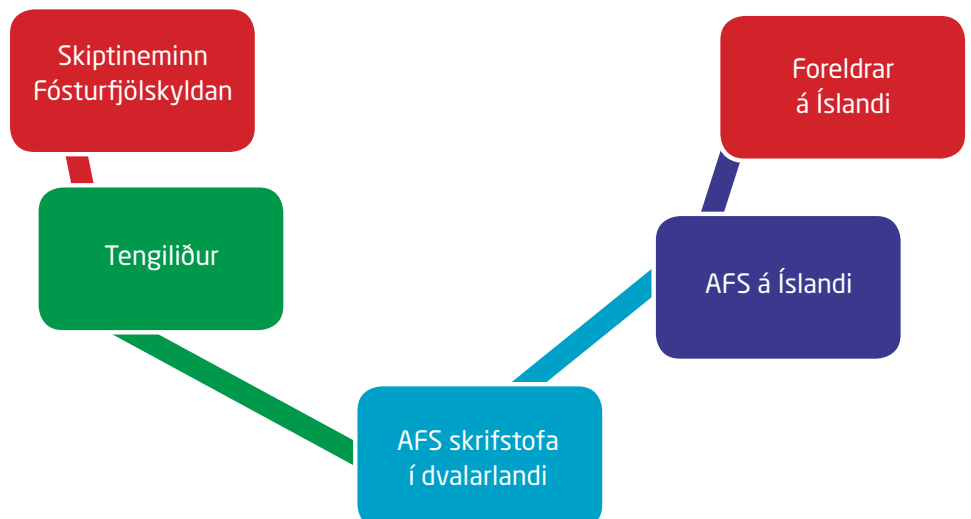 Skiptineminn
Fósturfjölskyldan
Foreldrar
á Íslandi
Tengiliður
AFS á Íslandi
AFS skrifstofa
í dvalarlandi